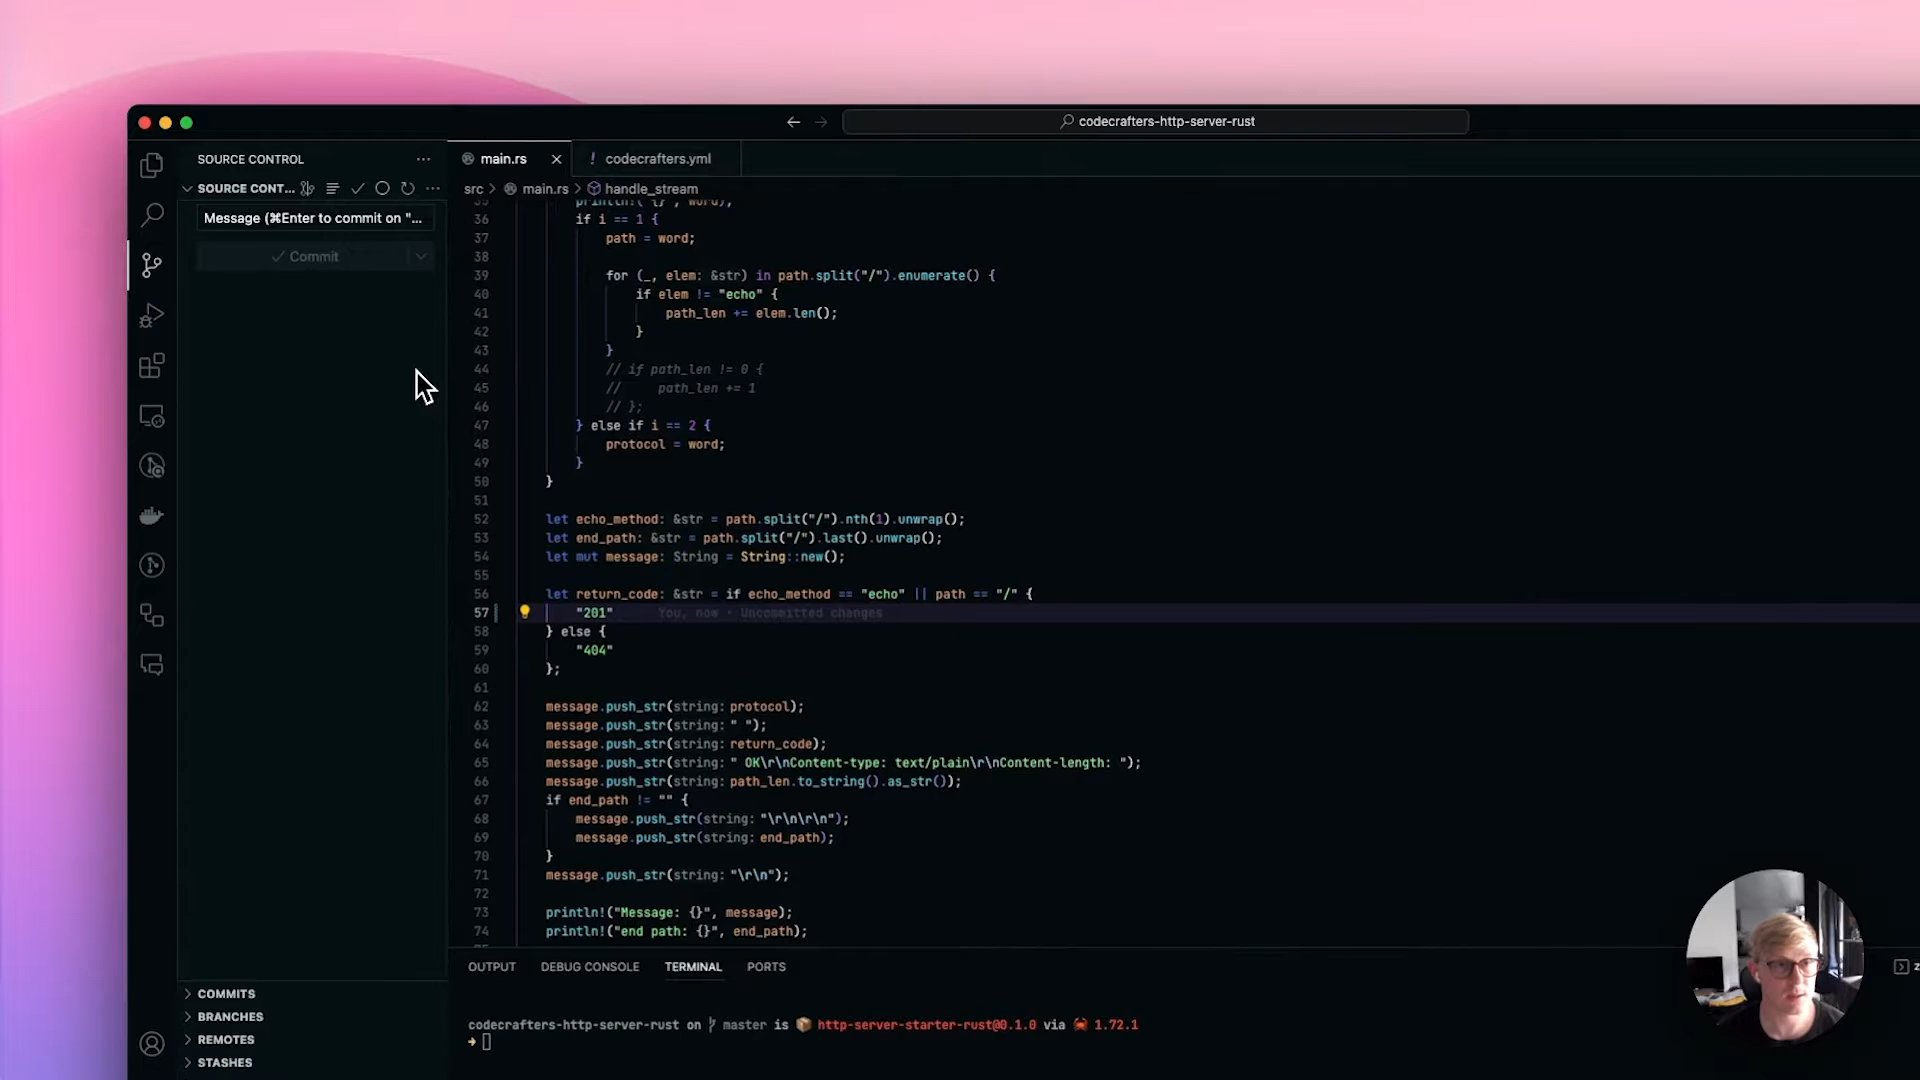 codecrafters-http-server-rust
SOURCE CONTROL
SOURCE CONT...
Message (⌘Enter to commit on "...
Commit
COMMITS
BRANCHES
REMOTES
STASHES
main.rs
! codecrafters.yml
src > main.rs > handle_stream
35 println!("{}", word);
36 if i == 1 {
37 path = word;
38
39 for (_, elem: &str) in path.split("/").enumerate() {
40 if elem != "echo" {
41 path_len += elem.len();
42 }
43 }
44 // if path_len != 0 {
45 //     path_len += 1
46 // };
47 } else if i == 2 {
48 protocol = word;
49 }
50 }
51
52 let echo_method: &str = path.split("/").nth(1).unwrap();
53 let end_path: &str = path.split("/").last().unwrap();
54 let mut message: String = String::new();
55
56 let return_code: &str = if echo_method == "echo" || path == "/" {
57 "201" You, now • Uncommitted changes
58 } else {
59 "404"
60 };
61
62 message.push_str(string: protocol);
63 message.push_str(string: " ");
64 message.push_str(string: return_code);
65 message.push_str(string: " OK\r\nContent-type: text/plain\r\nContent-length: ");
66 message.push_str(string: path_len.to_string().as_str());
67 if end_path != "" {
68 message.push_str(string: "\r\n\r\n");
69 message.push_str(string: end_path);
70 }
71 message.push_str(string: "\r\n");
72
73 println!("Message: {}", message);
74 println!("end path: {}", end_path);
OUTPUT DEBUG CONSOLE TERMINAL PORTS
z
codecrafters-http-server-rust on master is 📦 http-server-starter-rust@0.1.0 via 🦀 1.72.1
➜